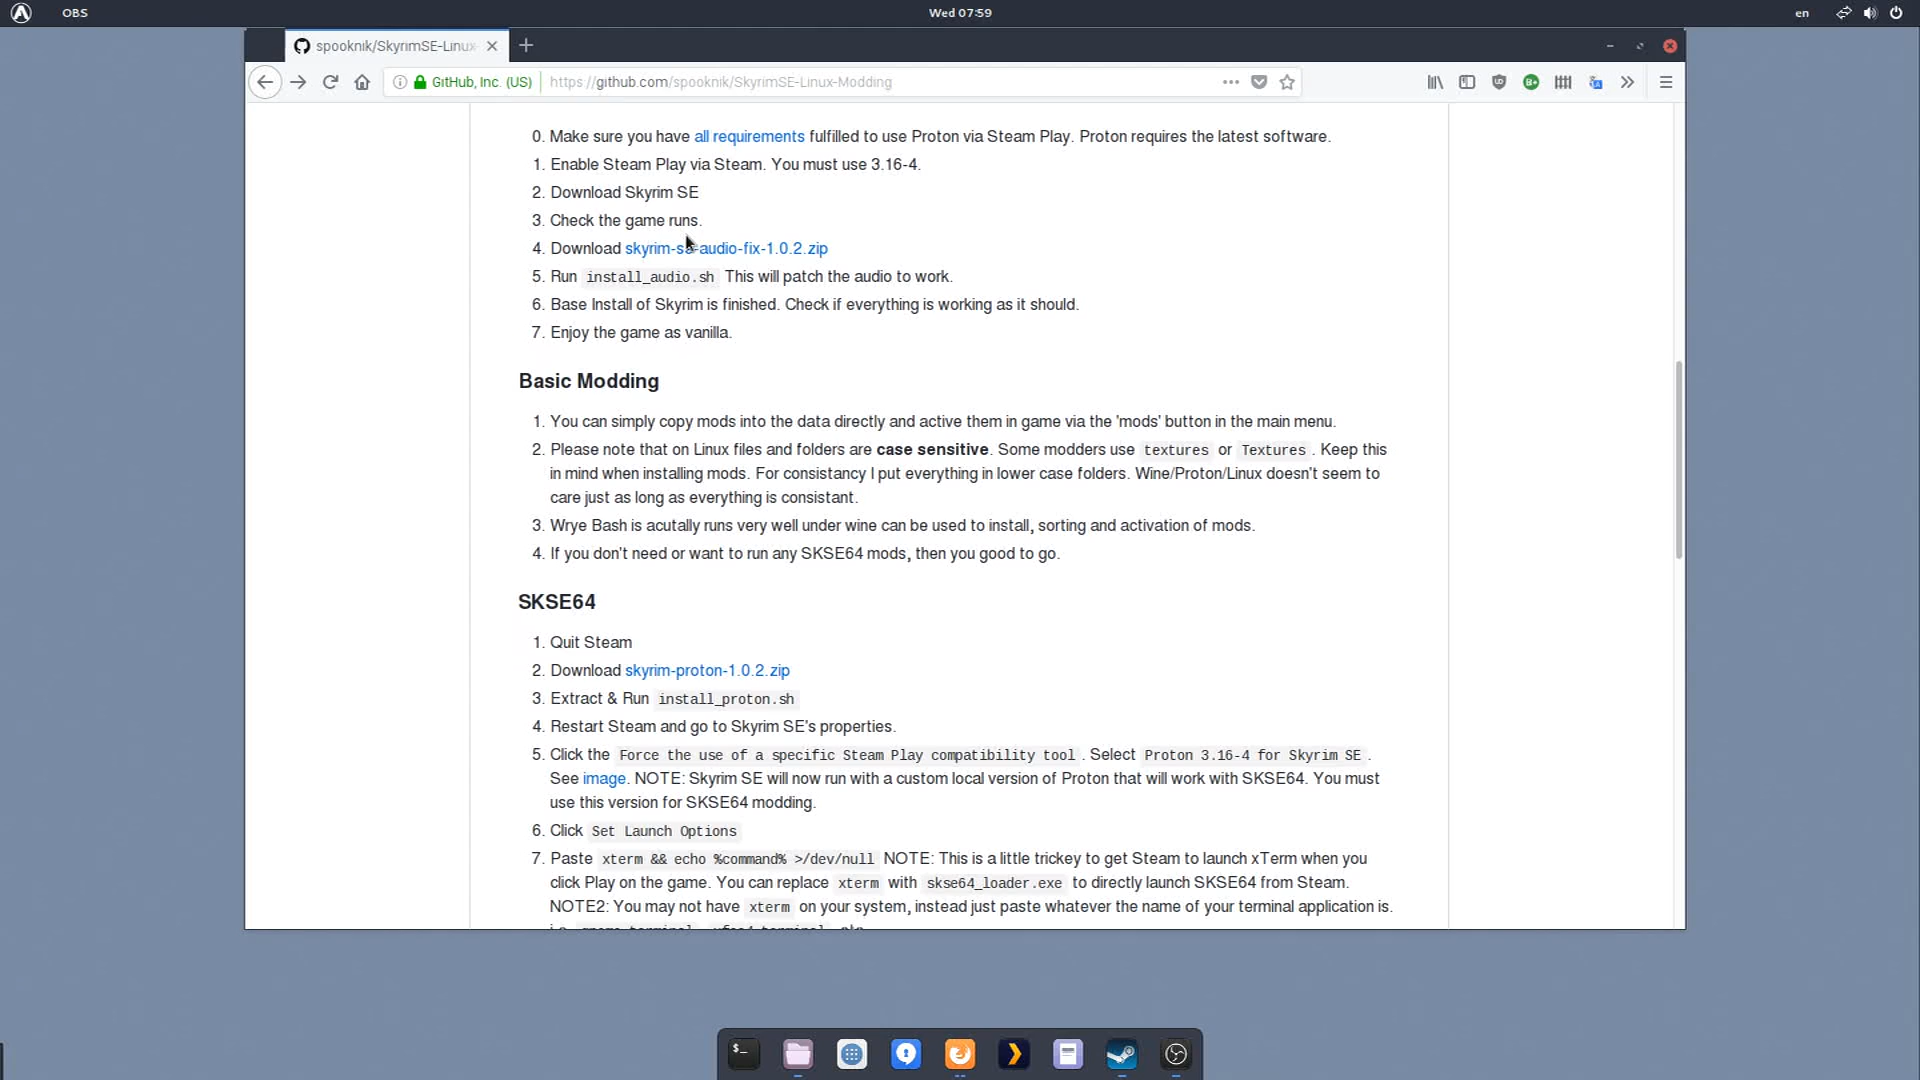 OBS
Wed 07:59
en
spooknik/SkyrimSE-Linux-
GitHub, Inc. (US)
https://github.com/spooknik/SkyrimSE-Linux-Modding
0. Make sure you have all requirements fulfilled to use Proton via Steam Play. Proton requires the latest software.
1. Enable Steam Play via Steam. You must use 3.16-4.
2. Download Skyrim SE
3. Check the game runs.
4. Download skyrim-se-audio-fix-1.0.2.zip
5. Run install_audio.sh This will patch the audio to work.
6. Base Install of Skyrim is finished. Check if everything is working as it should.
7. Enjoy the game as vanilla.
Basic Modding
1. You can simply copy mods into the data directly and active them in game via the 'mods' button in the main menu.
2. Please note that on Linux files and folders are case sensitive. Some modders use textures or Textures. Keep this
in mind when installing mods. For consistancy I put everything in lower case folders. Wine/Proton/Linux doesn't seem to
care just as long as everything is consistant.
3. Wrye Bash is acutally runs very well under wine can be used to install, sorting and activation of mods.
4. If you don't need or want to run any SKSE64 mods, then you good to go.
SKSE64
1. Quit Steam
2. Download skyrim-proton-1.0.2.zip
3. Extract & Run install_proton.sh
4. Restart Steam and go to Skyrim SE's properties.
5. Click the Force the use of a specific Steam Play compatibility tool. Select Proton 3.16-4 for Skyrim SE.
See image. NOTE: Skyrim SE will now run with a custom local version of Proton that will work with SKSE64. You must
use this version for SKSE64 modding.
6. Click Set Launch Options
7. Paste xterm && echo %command% >/dev/null NOTE: This is a little trickey to get Steam to launch xTerm when you
click Play on the game. You can replace xterm with skse64_loader.exe to directly launch SKSE64 from Steam.
NOTE2: You may not have xterm on your system, instead just paste whatever the name of your terminal application is.